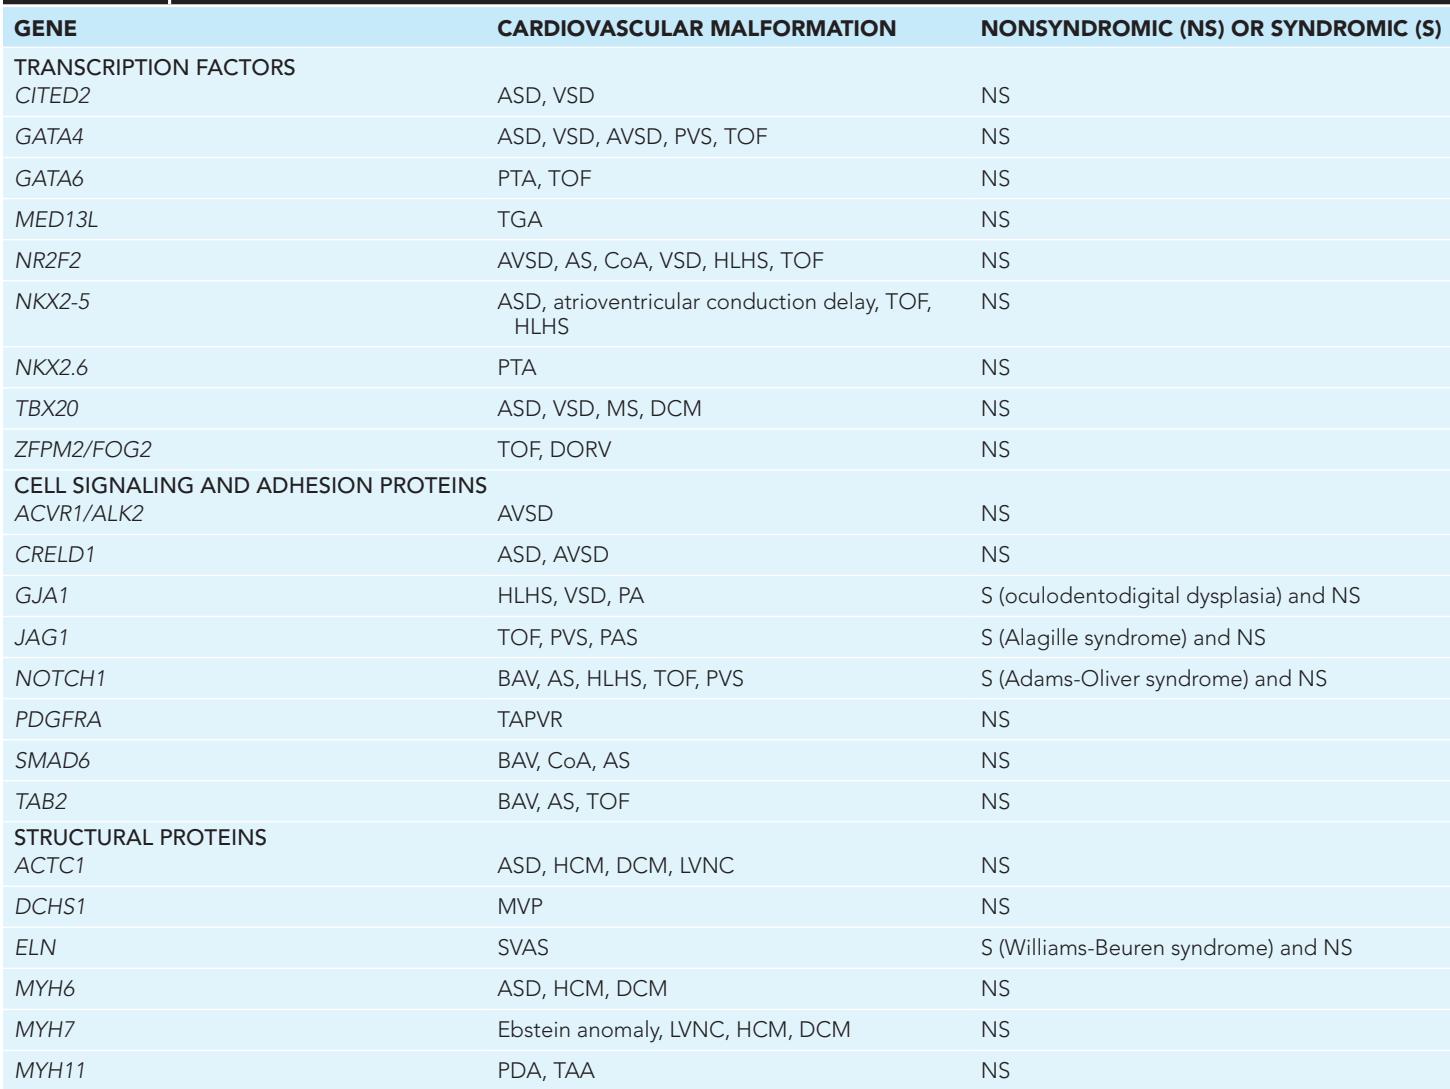 GENE CARDIOVASCULAR MALFORMATION NONSYNDROMIC (NS) OR SYNDROMIC (S)
TRANSCRIPTION FACTORS
CITED2 ASD, VSD NS
GATA4 ASD, VSD, AVSD, PVS, TOF NS
GATA6 PTA, TOF NS
MED13L TGA NS
NR2F2 AVSD, AS, CoA, VSD, HLHS, TOF NS
NKX2-5 ASD, atrioventricular conduction delay, TOF, NS
HLHS
NKX2.6 PTA NS
TBX20 ASD, VSD, MS, DCM NS
ZFPM2/FOG2 TOF, DORV NS
CELL SIGNALING AND ADHESION PROTEINS
ACVR1/ALK2 AVSD NS
CRELD1 ASD, AVSD NS
GJA1 HLHS, VSD, PA S (oculodentodigital dysplasia) and NS
JAG1 TOF, PVS, PAS S (Alagille syndrome) and NS
NOTCH1 BAV, AS, HLHS, TOF, PVS S (Adams-Oliver syndrome) and NS
PDGFRA TAPVR NS
SMAD6 BAV, CoA, AS NS
TAB2 BAV, AS, TOF NS
STRUCTURAL PROTEINS
ACTC1 ASD, HCM, DCM, LVNC NS
DCHS1 MVP NS
ELN SVAS S (Williams-Beuren syndrome) and NS
MYH6 ASD, HCM, DCM NS
MYH7 Ebstein anomaly, LVNC, HCM, DCM NS
MYH11 PDA, TAA NS